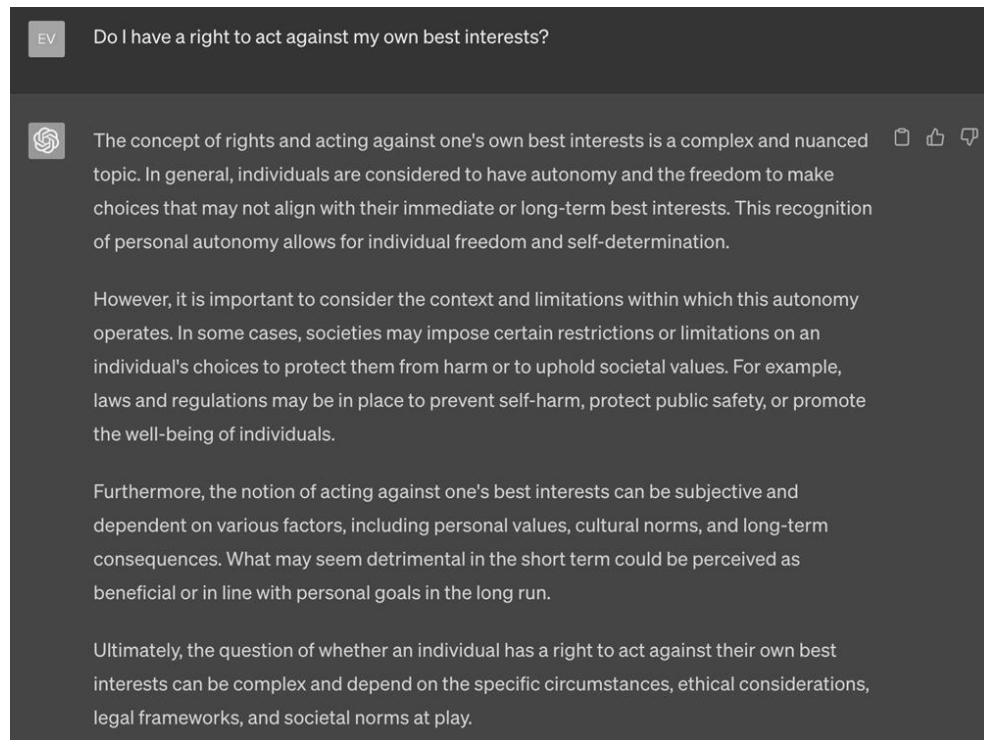 EV
Do I have a right to act against my own best interests?
The concept of rights and acting against one's own best interests is a complex and nuanced
topic. In general, individuals are considered to have autonomy and the freedom to make
choices that may not align with their immediate or long-term best interests. This recognition
of personal autonomy allows for individual freedom and self-determination.
However, it is important to consider the context and limitations within which this autonomy
operates. In some cases, societies may impose certain restrictions or limitations on an
individual's choices to protect them from harm or to uphold societal values. For example,
laws and regulations may be in place to prevent self-harm, protect public safety, or promote
the well-being of individuals.
Furthermore, the notion of acting against one's best interests can be subjective and
dependent on various factors, including personal values, cultural norms, and long-term
consequences. What may seem detrimental in the short term could be perceived as
beneficial or in line with personal goals in the long run.
Ultimately, the question of whether an individual has a right to act against their own best
interests can be complex and depend on the specific circumstances, ethical considerations,
legal frameworks, and societal norms at play.